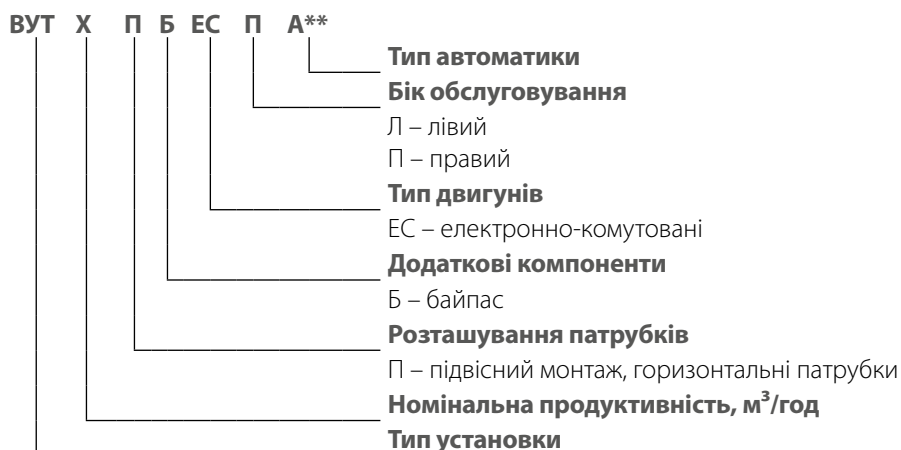 ВУТ Х П Б ЕС П А**
Тип автоматики
Бік обслуговування
Л – лівий
П – правий
Тип двигунів
ЕС – електронно-комутовані
Додаткові компоненти
Б – байпас
Розташування патрубків
П – підвісний монтаж, горизонтальні патрубки
Номінальна продуктивність, м³/год
Тип установки